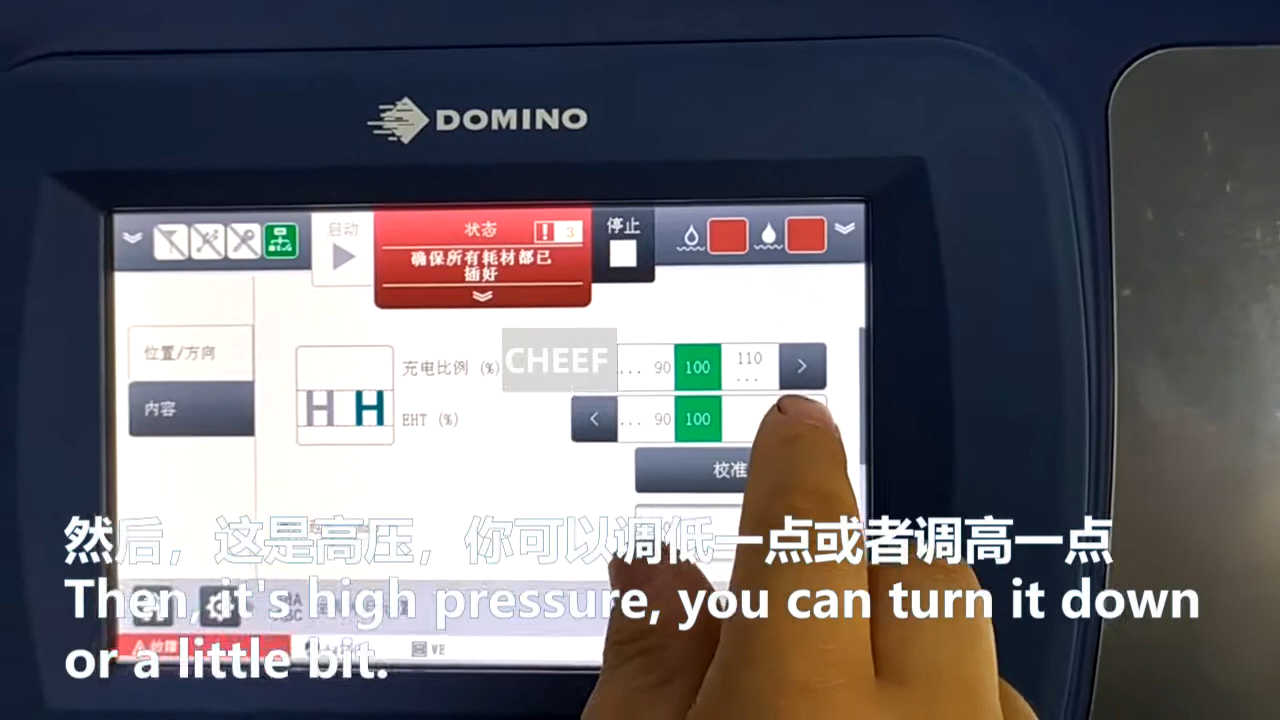 DOMINO
启动
状态
! 3
停止
确保所有耗材都已
插好
位置/方向
内容
H H
充电比例 (%)
CHEEF
... 90 100 110 ...
EHT (%)
... 90 100
校准
然后，这是高压，你可以调低一点或者调高一点
Then, it's high pressure, you can turn it down
or a little bit.
VE